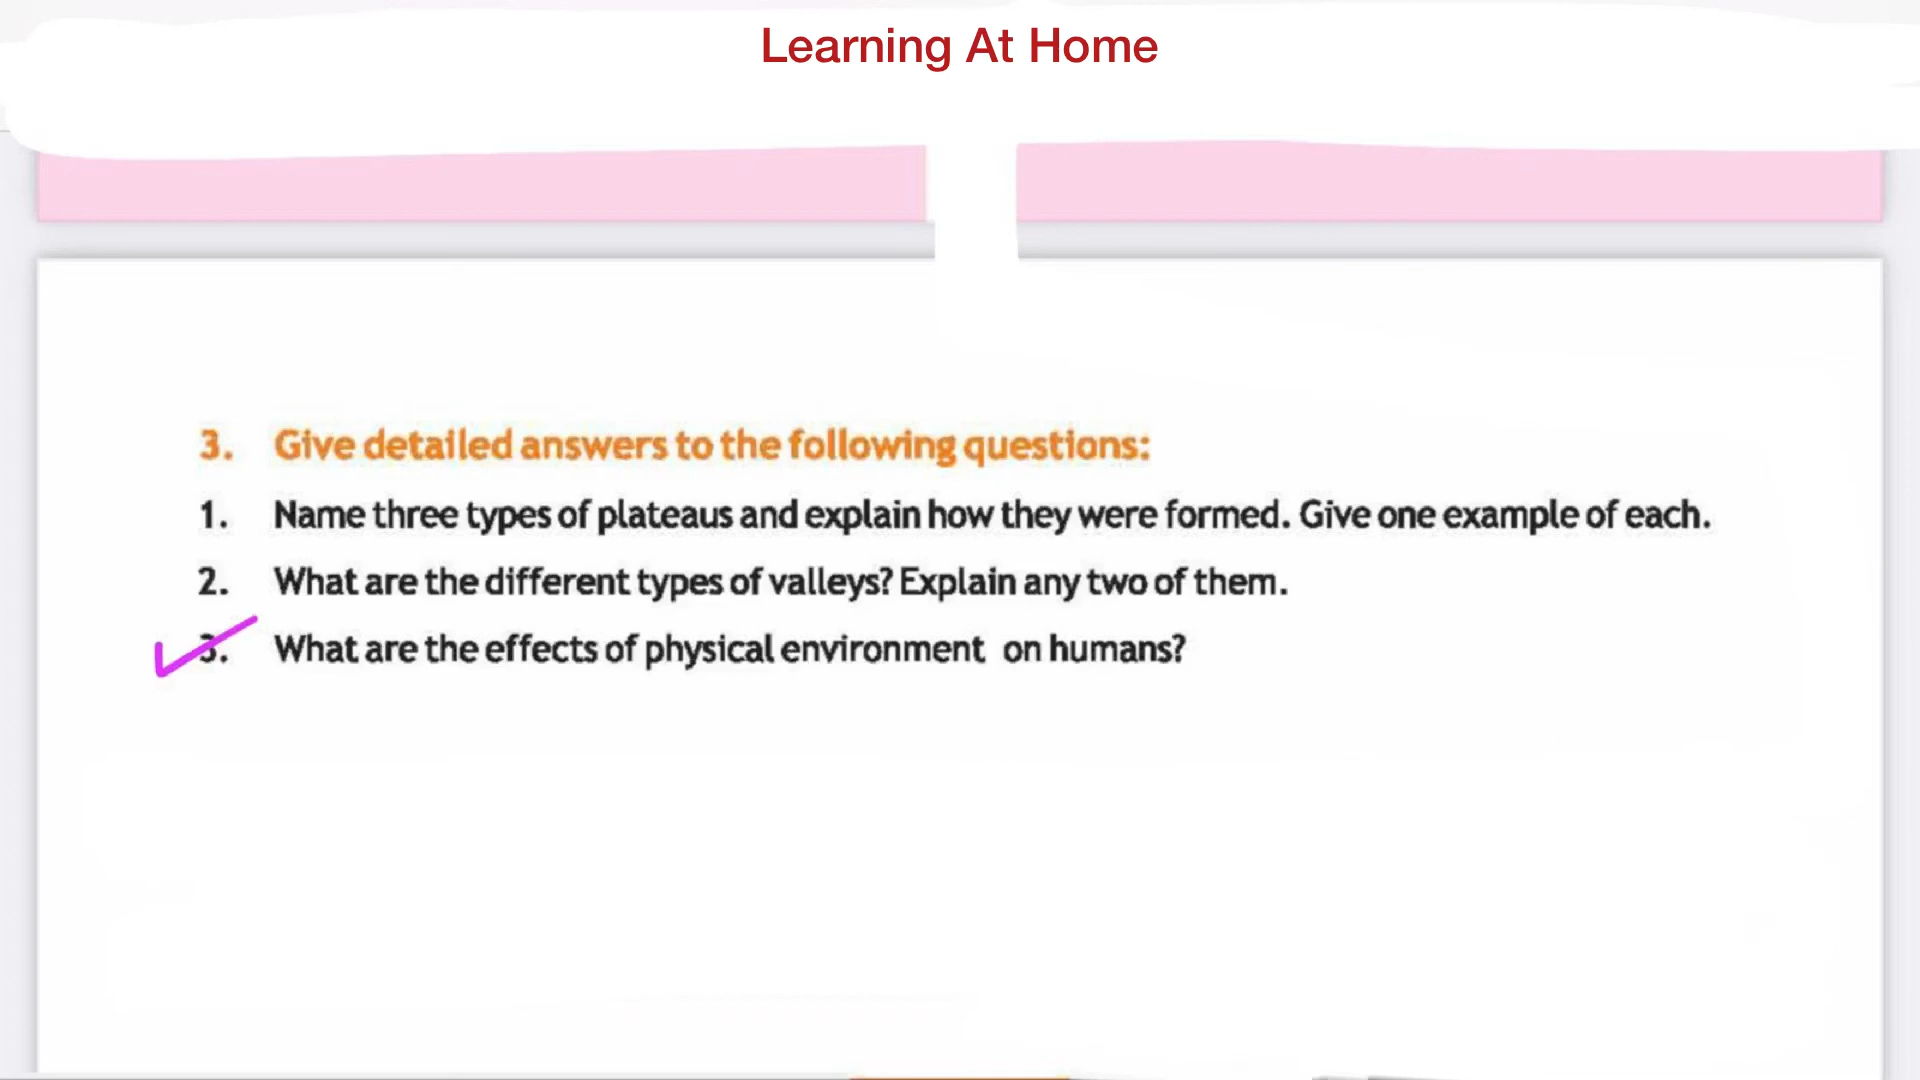 Learning At Home
3. Give detailed answers to the following questions:
1. Name three types of plateaus and explain how they were formed. Give one example of each.
2. What are the different types of valleys? Explain any two of them.
3. What are the effects of physical environment on humans?